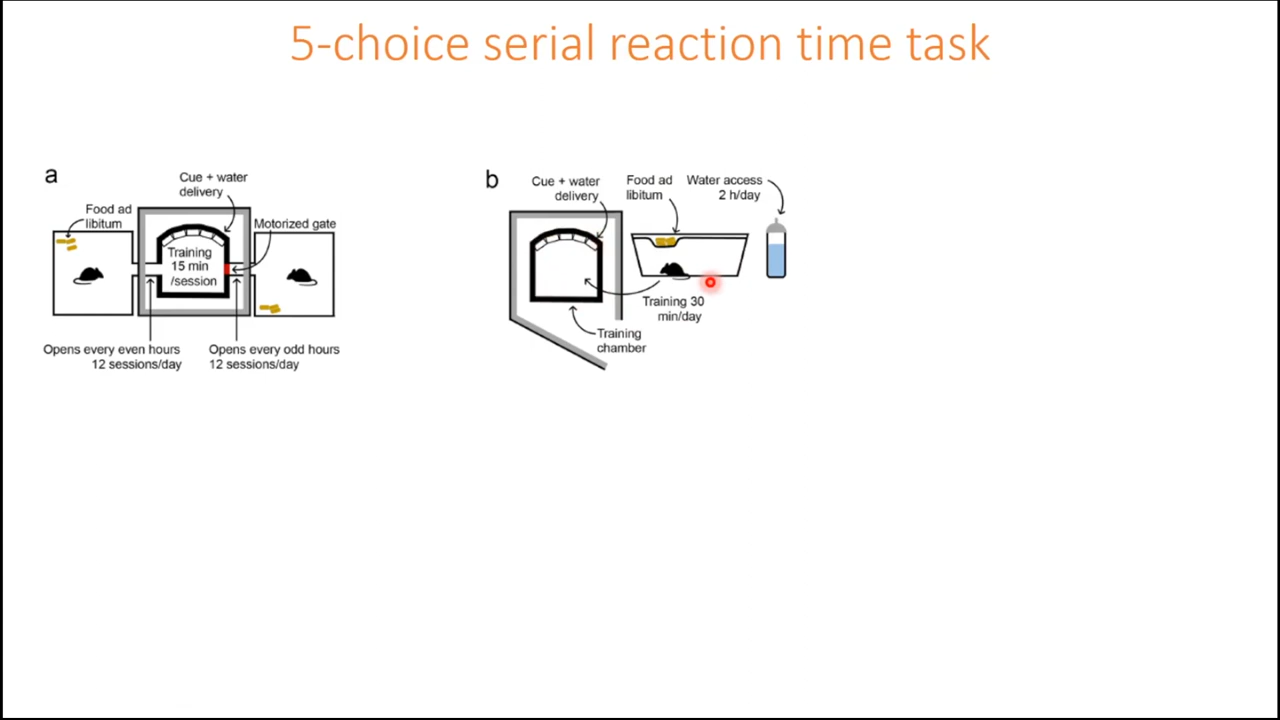 5-choice serial reaction time task
a
Cue + water
delivery
Food ad
libitum
Motorized gate
Training
15 min
/session
Opens every even hours
12 sessions/day
Opens every odd hours
12 sessions/day
b
Cue + water
delivery
Food ad
libitum
Water access
2 h/day
Training 30
min/day
Training
chamber